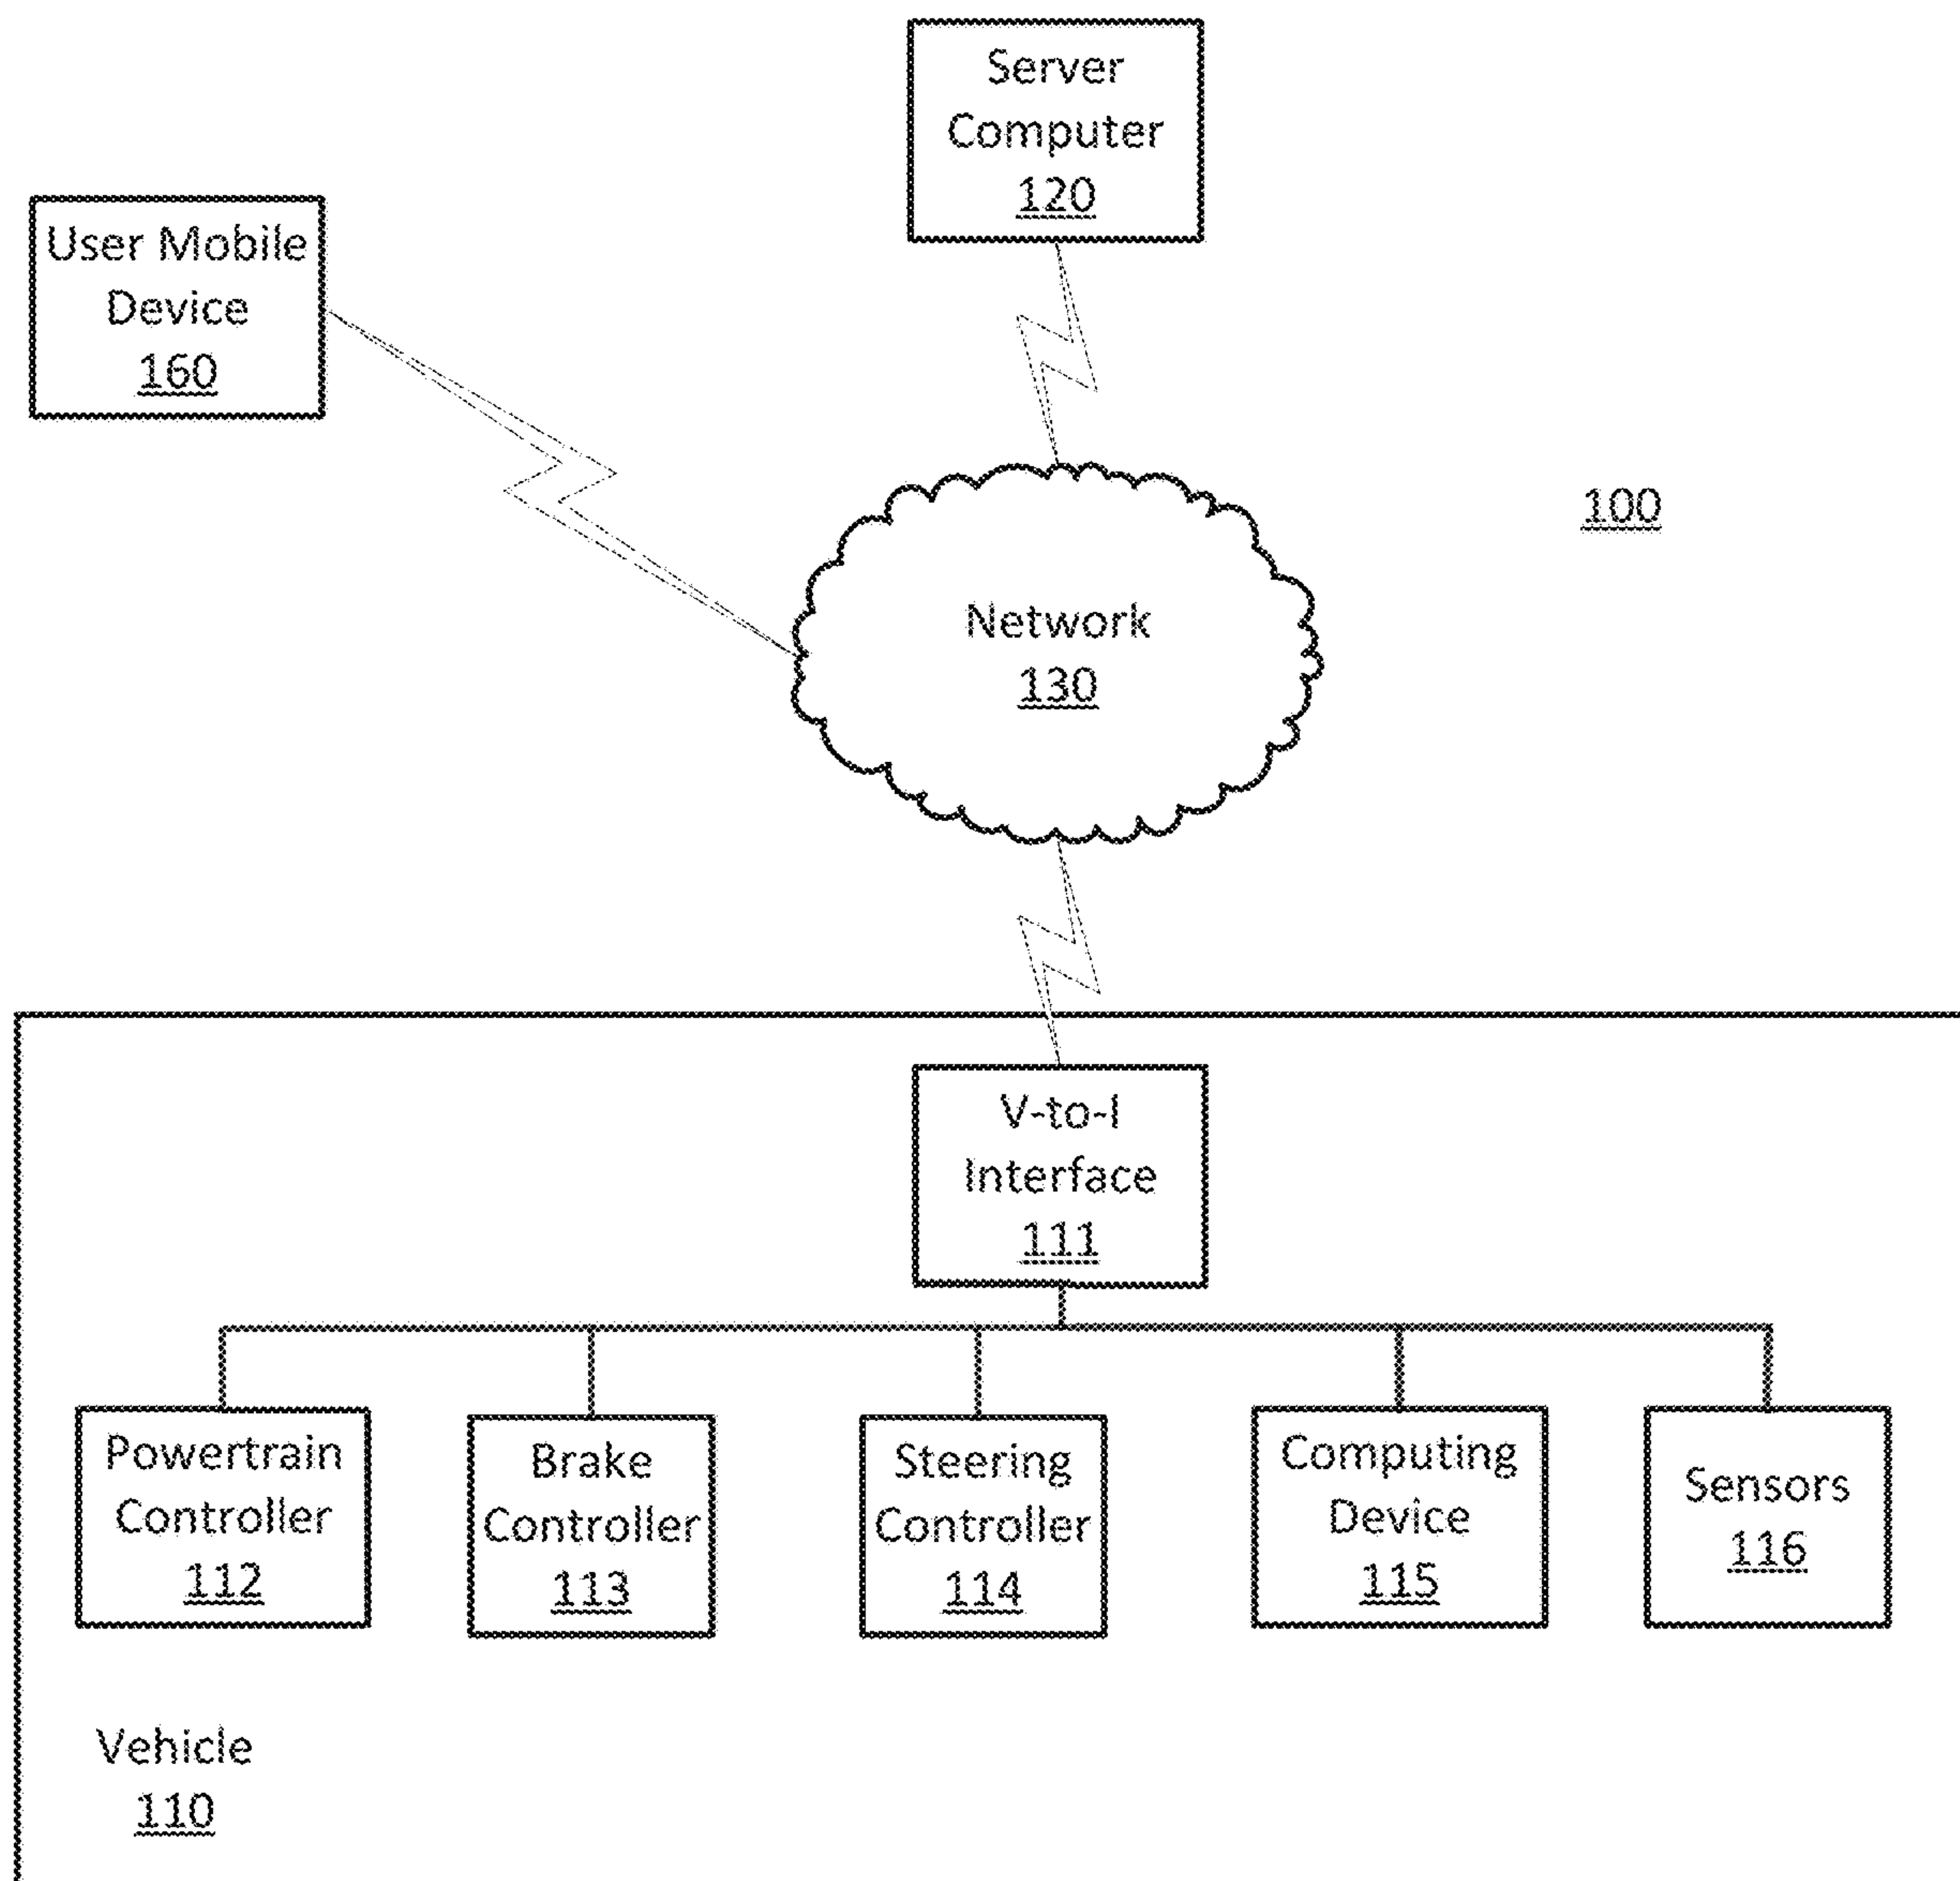 Server
Computer
120
User Mobile
Device
160
100
Network
130
V-to-I
Interface
111
Powertrain
Controller
112
Brake
Controller
113
Steering
Controller
114
Computing
Device
115
Sensors
116
Vehicle
110